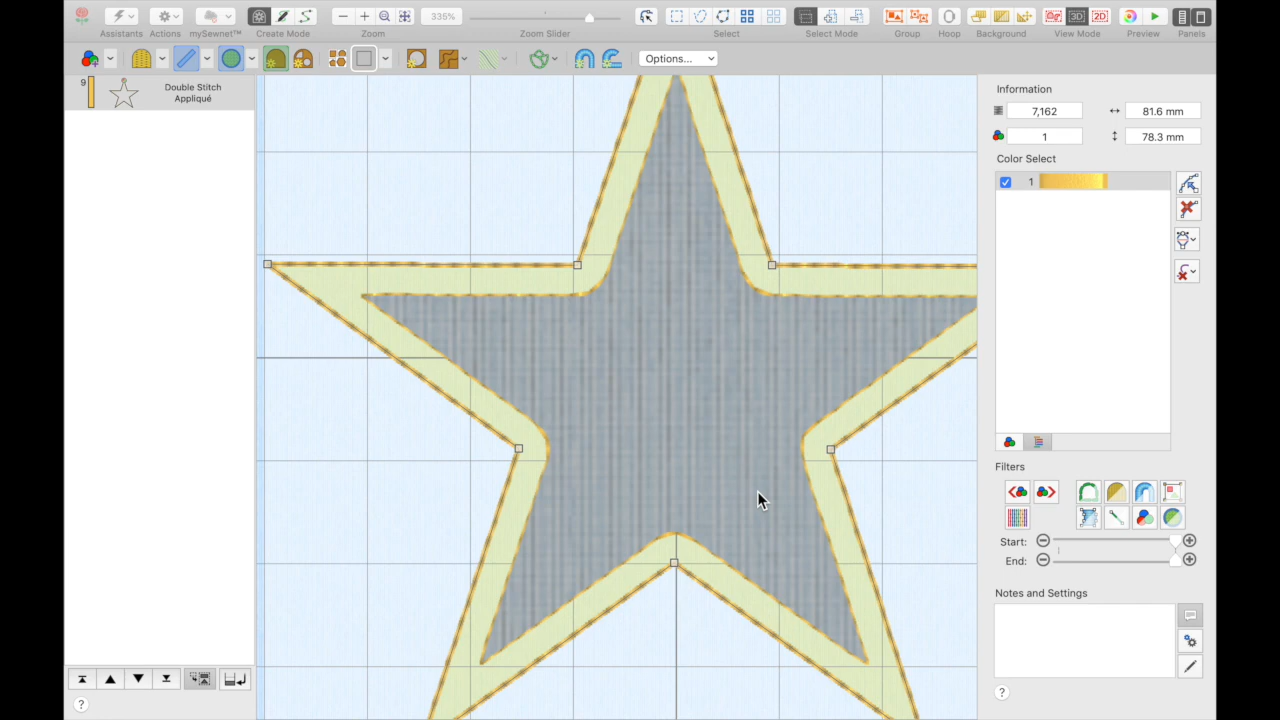 335%
Assistants Actions mySewnet™ Create Mode Zoom Zoom Slider Select Select Mode Group Hoop Background View Mode Preview Panels
3D 2D
Options...
9 Double Stitch
Appliqué
Information
7,162 81.6 mm
1 78.3 mm
Color Select
1
Filters
Start:
End:
Notes and Settings
?
?